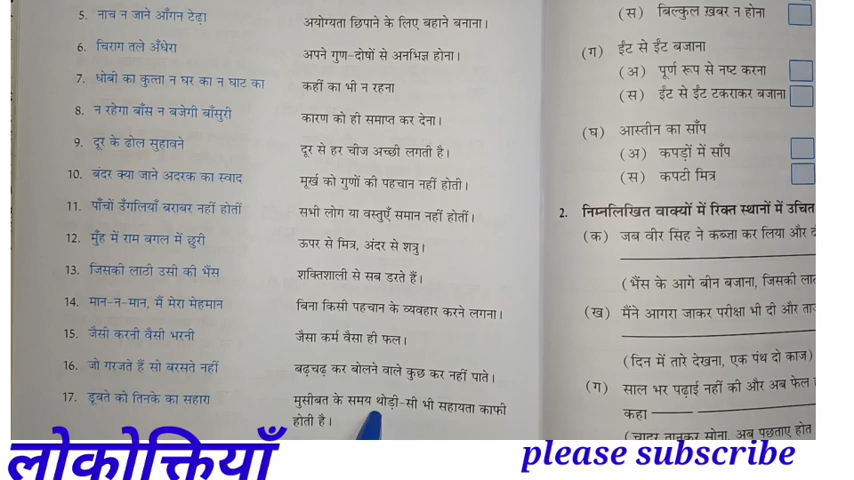 5. नाच न जाने आँगन टेढ़ा अयोग्यता छिपाने के लिए बहाने बनाना।
6. चिराग तले अँधेरा अपने गुण-दोषों से अनभिज्ञ होना।
7. धोबी का कुत्ता न घर का न घाट का कहीं का भी न रहना
8. न रहेगा बाँस न बजेगी बाँसुरी कारण को ही समाप्त कर देना।
9. दूर के ढोल सुहावने दूर से हर चीज अच्छी लगती है।
10. बंदर क्या जाने अदरक का स्वाद मूर्ख को गुणों की पहचान नहीं होती।
11. पाँचों उँगलियाँ बराबर नहीं होतीं सभी लोग या वस्तुएँ समान नहीं होतीं।
12. मुँह में राम बगल में छुरी ऊपर से मित्र, अंदर से शत्रु।
13. जिसकी लाठी उसी की भैंस शक्तिशाली से सब डरते हैं।
14. मान-न-मान, मैं मेरा मेहमान बिना किसी पहचान के व्यवहार करने लगना।
15. जैसी करनी वैसी भरनी जैसा कर्म वैसा ही फल।
16. जो गरजते हैं सो बरसते नहीं बढ़चढ़ कर बोलने वाले कुछ कर नहीं पाते।
17. डूबते को तिनके का सहारा मुसीबत के समय थोड़ी-सी भी सहायता काफी
होती है।
(स) बिल्कुल ख़बर न होना
(ग) ईंट से ईंट बजाना
(अ) पूर्ण रूप से नष्ट करना
(स) ईंट से ईंट टकराकर बजाना
(घ) आस्तीन का साँप
(अ) कपड़ों में साँप
(स) कपटी मित्र
2. निम्नलिखित वाक्यों में रिक्त स्थानों में उचित
(क) जब वीर सिंह ने कब्ज़ा कर लिया और
(भैंस के आगे बीन बजाना, जिसकी
(ख) मैंने आगरा जाकर परीक्षा भी दी और
(दिन में तारे देखना, एक पंथ दो काज)
(ग) साल भर पढ़ाई नहीं की और अब फेल
कहा
(चादर तानकर सोना, अब पछताए होत
लोकोक्तियाँ
please subscribe